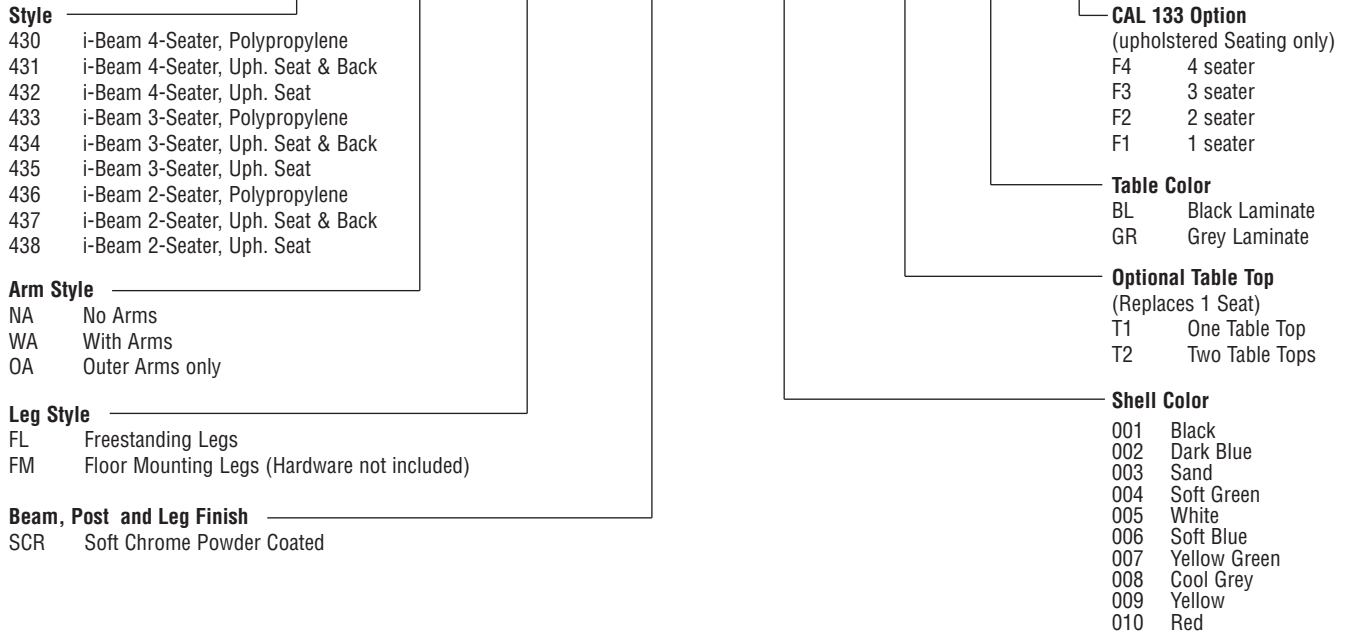 Style
430 i-Beam 4-Seater, Polypropylene
431 i-Beam 4-Seater, Uph. Seat & Back
432 i-Beam 4-Seater, Uph. Seat
433 i-Beam 3-Seater, Polypropylene
434 i-Beam 3-Seater, Uph. Seat & Back
435 i-Beam 3-Seater, Uph. Seat
436 i-Beam 2-Seater, Polypropylene
437 i-Beam 2-Seater, Uph. Seat & Back
438 i-Beam 2-Seater, Uph. Seat
Arm Style
NA No Arms
WA With Arms
OA Outer Arms only
Leg Style
FL Freestanding Legs
FM Floor Mounting Legs (Hardware not included)
Beam, Post and Leg Finish
SCR Soft Chrome Powder Coated
CAL 133 Option
(upholstered Seating only)
F4 4 seater
F3 3 seater
F2 2 seater
F1 1 seater
Table Color
BL Black Laminate
GR Grey Laminate
Optional Table Top
(Replaces 1 Seat)
T1 One Table Top
T2 Two Table Tops
Shell Color
001 Black
002 Dark Blue
003 Sand
004 Soft Green
005 White
006 Soft Blue
007 Yellow Green
008 Cool Grey
009 Yellow
010 Red